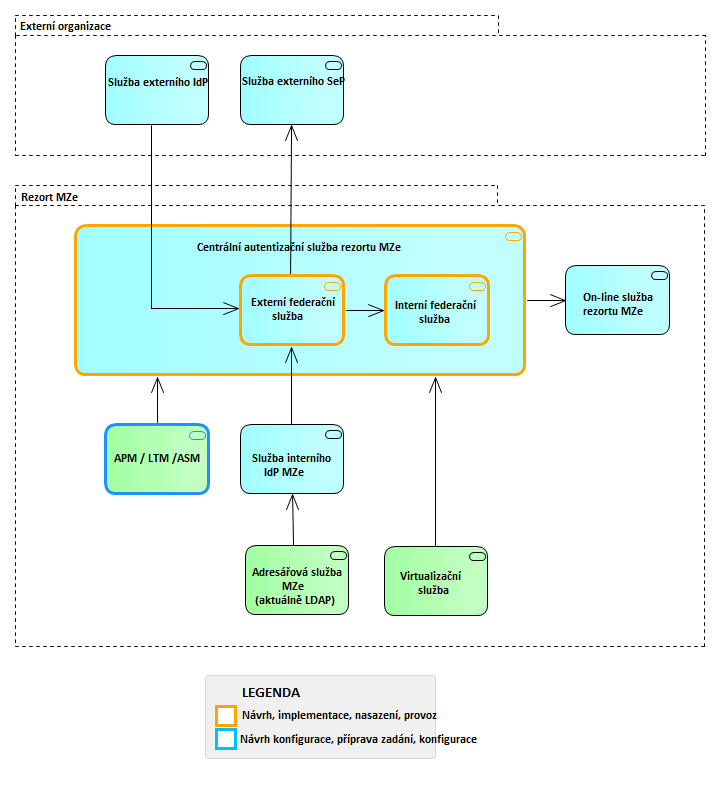 Externí organizace
Služba externího IdP
Služba externího SeP
Rezort MZe
Centrální autentizační služba rezortu MZe
Externí federační
služba
Interní federační
služba
On-line služba
rezortu MZe
APM / LTM /ASM
Služba interního
IdP MZe
Adresářová služba
MZe
(aktuálně LDAP)
Virtualizační
služba
LEGENDA
Návrh, implementace, nasazení, provoz
Návrh konfigurace, příprava zadání, konfigurace